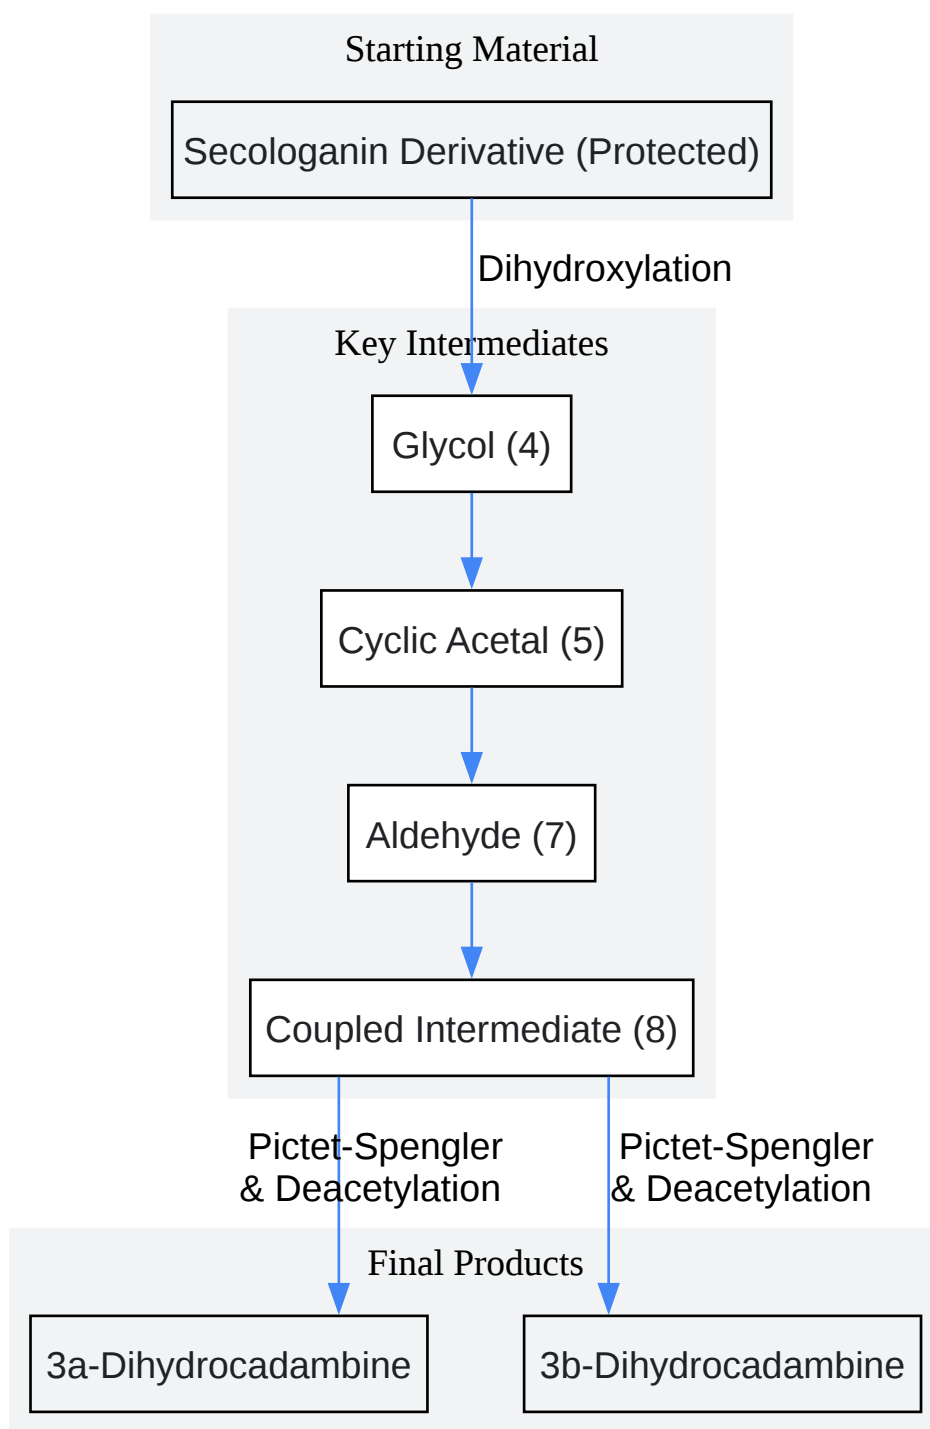 Starting Material
Secologanin Derivative (Protected)
Dihydroxylation
Key Intermediates
Glycol (4)
Cyclic Acetal (5)
Aldehyde (7)
Coupled Intermediate (8)
Pictet-Spengler
& Deacetylation
Pictet-Spengler
& Deacetylation
Final Products
3a-Dihydrocadambine
3b-Dihydrocadambine